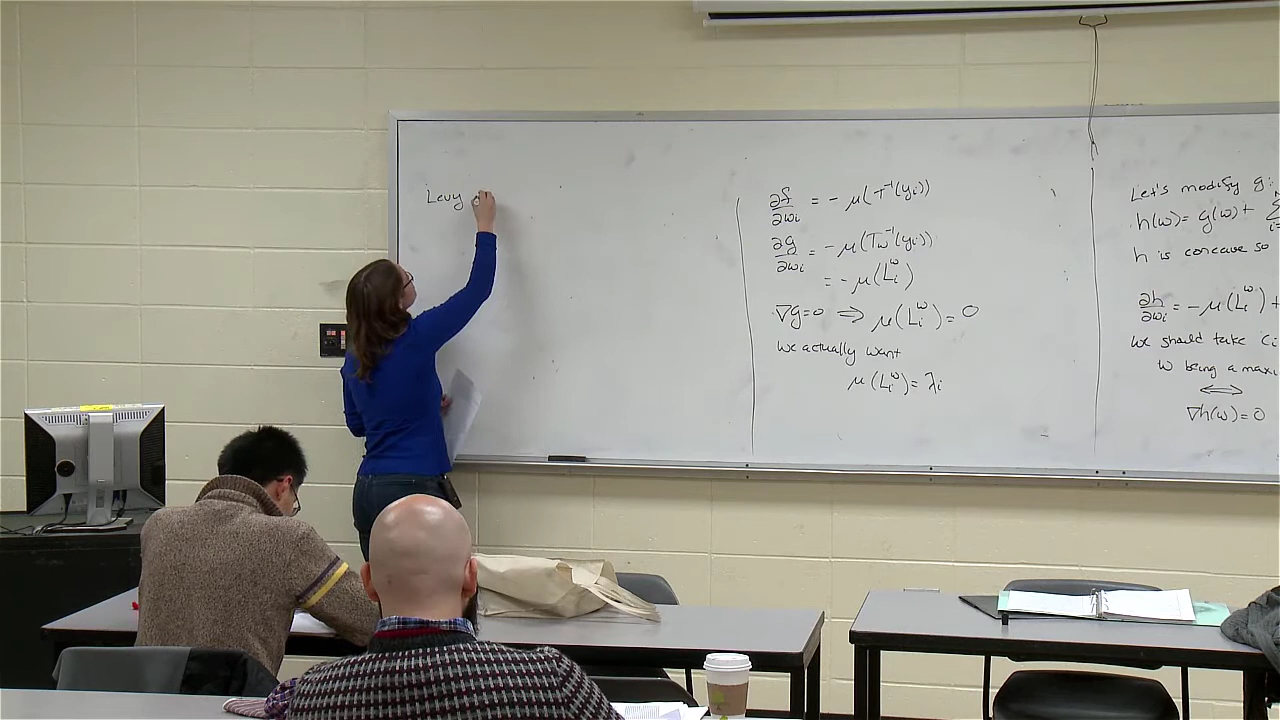 Levy
∂f/∂wi = - μ(T⁻¹(yi))
∂g/∂wi = - μ(Tw⁻¹(yi))
= - μ(Liʷ)
∇g=0 ⟹ μ(Liʷ) = 0
We actually want
μ(Liʷ) = λi
Let's modify g:
h(w) = g(w) +
h is concave so
∂h/∂wi = - μ(Liʷ) +
we should take ci
w being a maxi
⟺
∇h(w) = 0